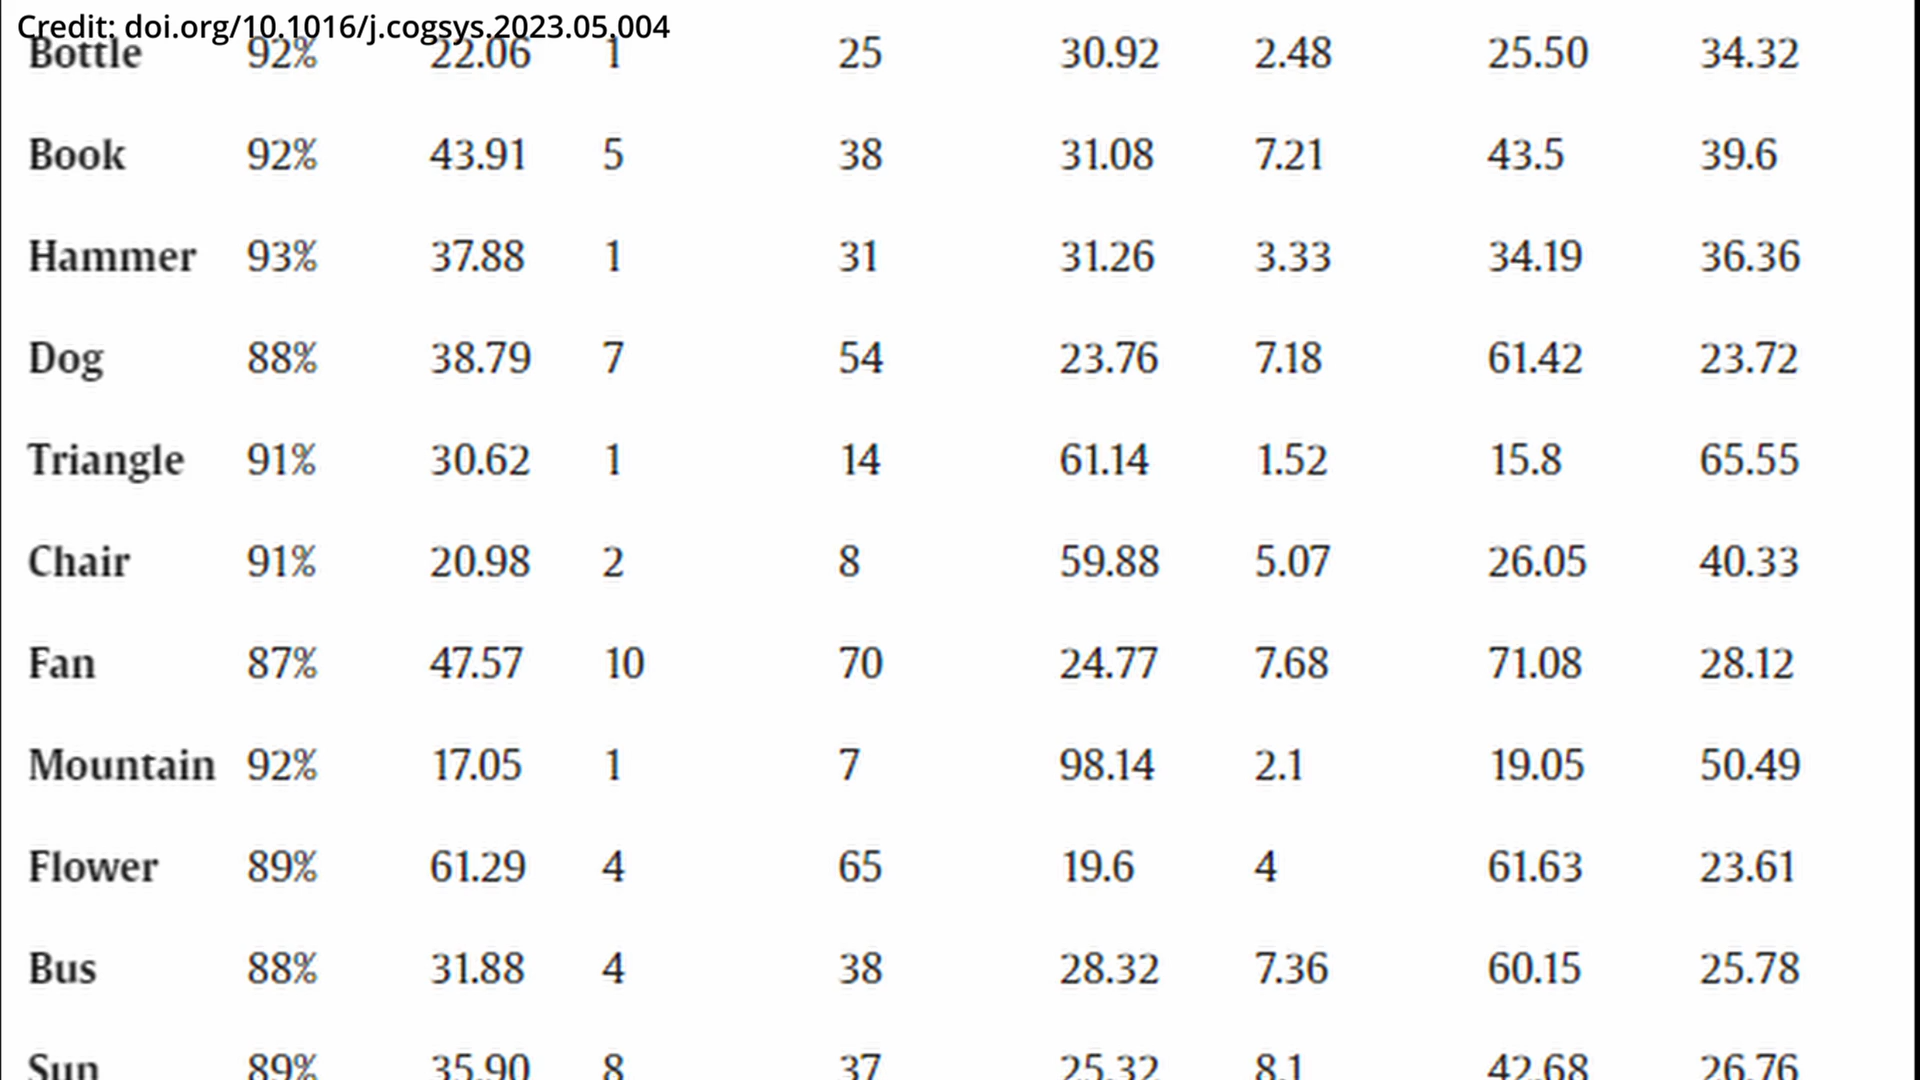 Credit: doi.org/10.1016/j.cogsys.2023.05.004
Bottle 92% 22.06 1 25 30.92 2.48 25.50 34.32
Book 92% 43.91 5 38 31.08 7.21 43.5 39.6
Hammer 93% 37.88 1 31 31.26 3.33 34.19 36.36
Dog 88% 38.79 7 54 23.76 7.18 61.42 23.72
Triangle 91% 30.62 1 14 61.14 1.52 15.8 65.55
Chair 91% 20.98 2 8 59.88 5.07 26.05 40.33
Fan 87% 47.57 10 70 24.77 7.68 71.08 28.12
Mountain 92% 17.05 1 7 98.14 2.1 19.05 50.49
Flower 89% 61.29 4 65 19.6 4 61.63 23.61
Bus 88% 31.88 4 38 28.32 7.36 60.15 25.78
Sun 89% 35.90 8 37 25.32 8.1 42.68 26.76